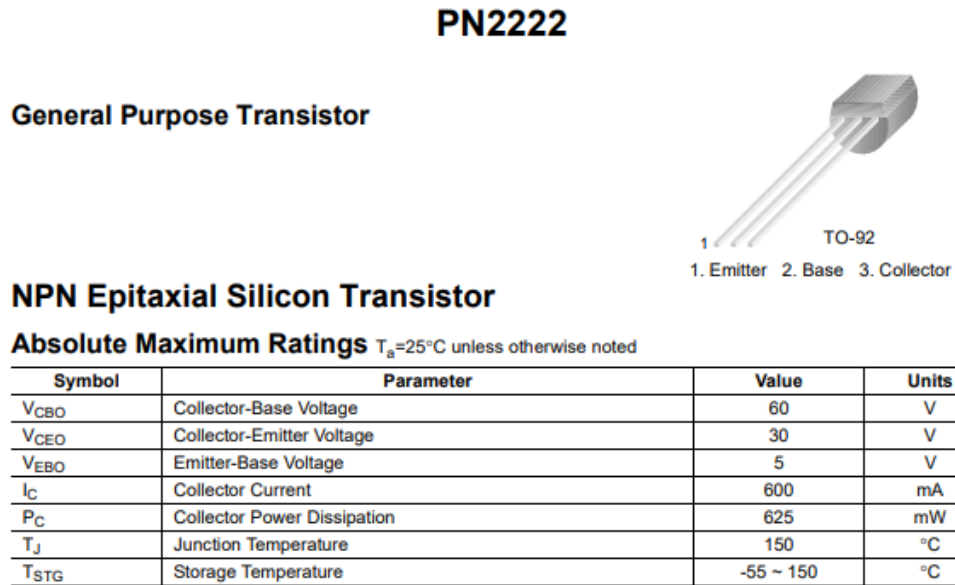 PN2222
General Purpose Transistor
1
TO-92
1. Emitter 2. Base 3. Collector
NPN Epitaxial Silicon Transistor
Absolute Maximum Ratings Ta=25°C unless otherwise noted
Symbol Parameter Value Units
VCBO Collector-Base Voltage 60 V
VCEO Collector-Emitter Voltage 30 V
VEBO Emitter-Base Voltage 5 V
IC Collector Current 600 mA
PC Collector Power Dissipation 625 mW
TJ Junction Temperature 150 °C
TSTG Storage Temperature -55 ~ 150 °C